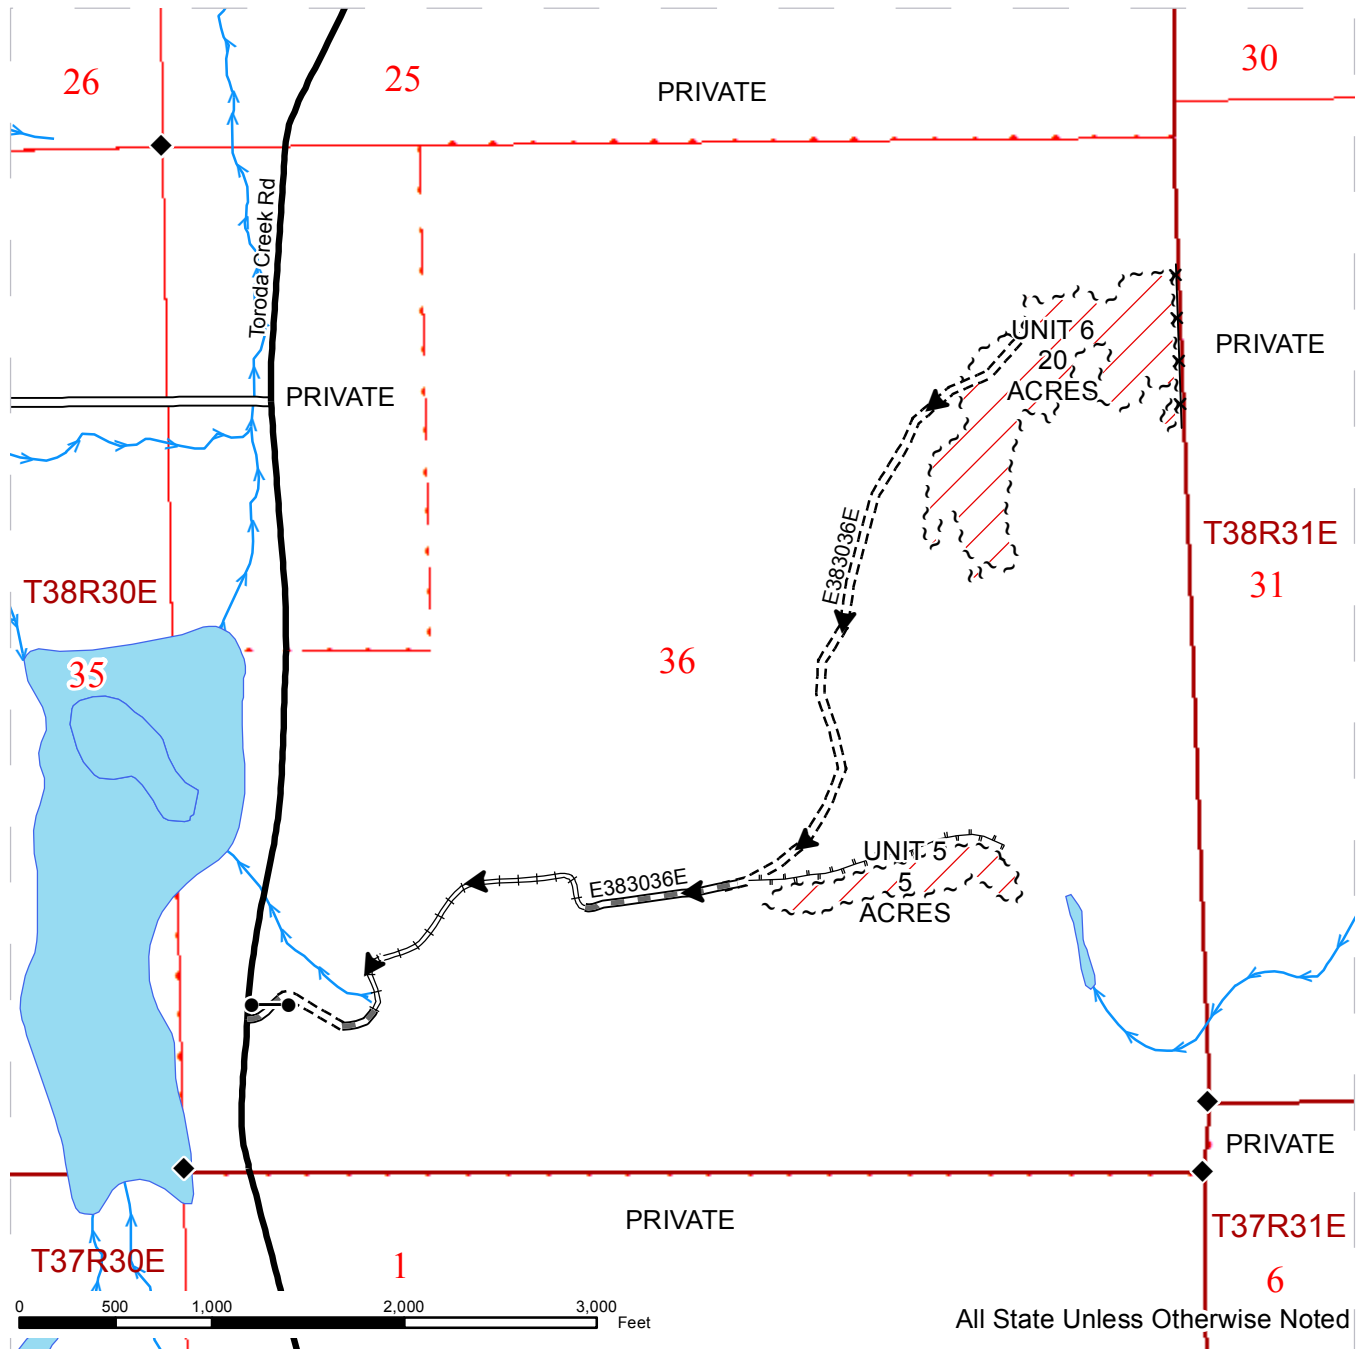 26
25
30
PRIVATE
Toroda Creek Rd
UNIT 6
20
ACRES
PRIVATE
PRIVATE
E383036E
T38R31E
31
T38R30E
35
36
UNIT 5
5
ACRES
E383036E
PRIVATE
PRIVATE
T37R31E
T37R30E
1
6
0 500 1,000 2,000 3,000
Feet
All State Unless Otherwise Noted